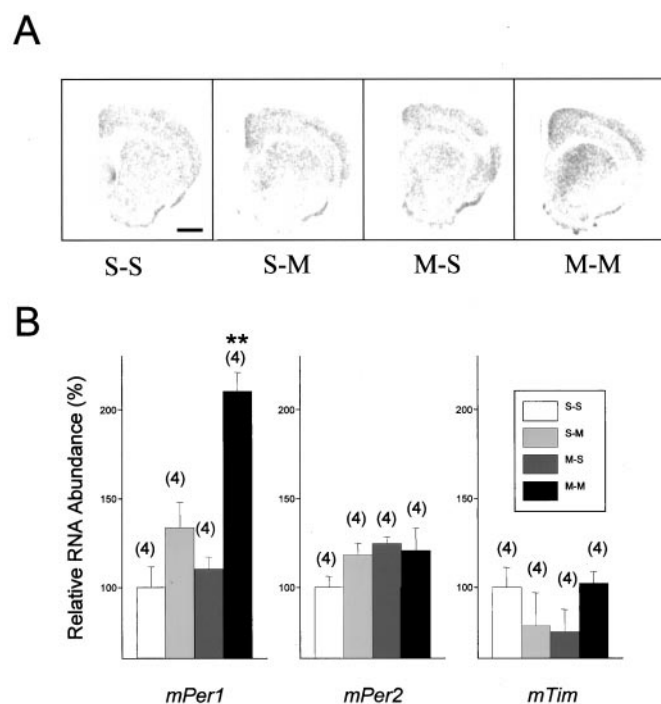 A
S-S S-M M-S M-M
B
Relative RNA Abundance (%)
200
150
100
(4) (4) (4) ** (4)
mPer1
200
150
100
(4) (4) (4) (4)
mPer2
200
150
100
(4) (4) (4) (4)
mTim
S-S
S-M
M-S
M-M